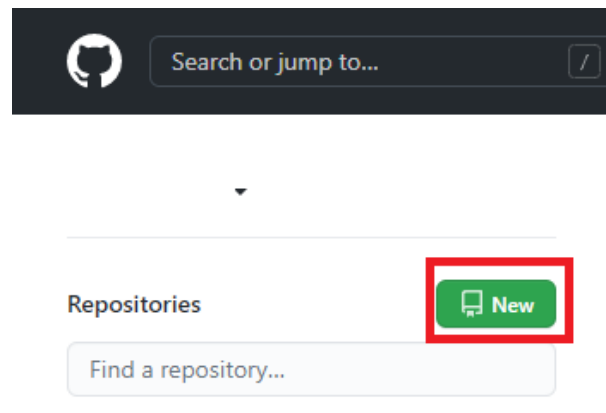 Search or jump to...
/
Repositories
New
Find a repository...